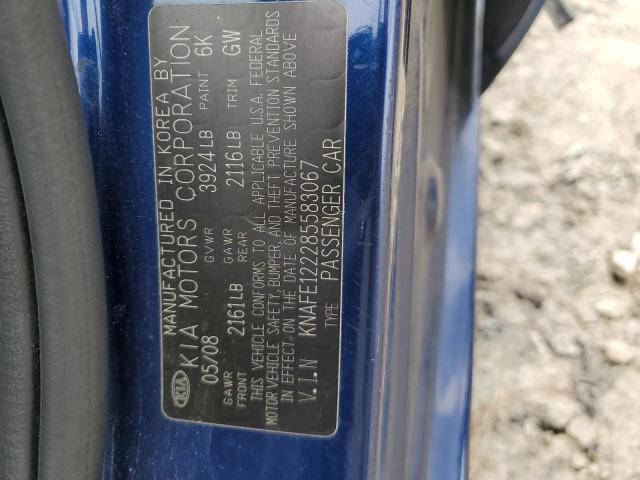 KIA
MANUFACTURED IN KOREA BY
KIA MOTORS CORPORATION
05/08 GVWR 3924LB PAINT 6K
GAWR FRONT 2161LB GAWR REAR 2116LB TRIM GW
THIS VEHICLE CONFORMS TO ALL APPLICABLE U.S.A. FEDERAL
MOTOR VEHICLE SAFETY, BUMPER, AND THEFT PREVENTION STANDARDS
IN EFFECT ON THE DATE OF MANUFACTURE SHOWN ABOVE
V.I.N KNAFE122285583067
TYPE PASSENGER CAR